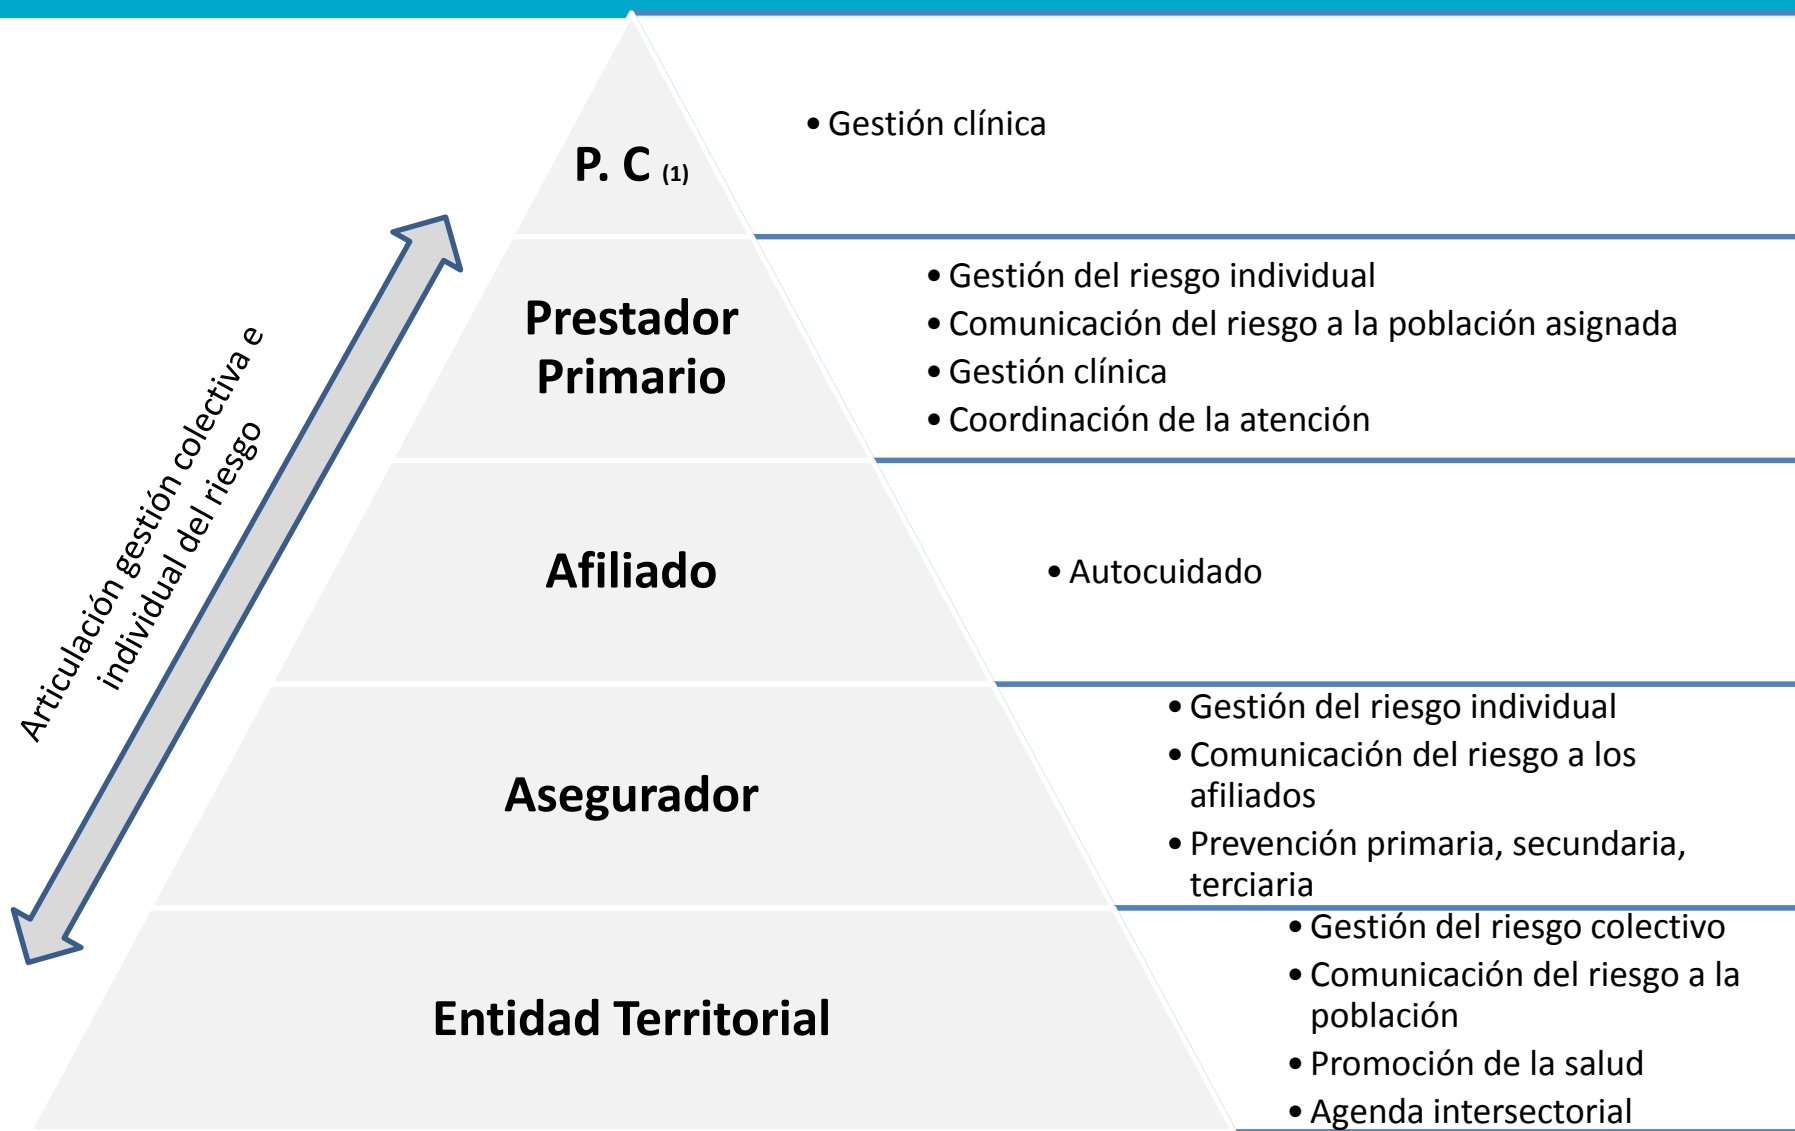 P. C (1)
• Gestión clínica
Prestador
Primario
• Gestión del riesgo individual
• Comunicación del riesgo a la población asignada
• Gestión clínica
• Coordinación de la atención
Afiliado
• Autocuidado
Asegurador
• Gestión del riesgo individual
• Comunicación del riesgo a los
afiliados
• Prevención primaria, secundaria,
terciaria
Entidad Territorial
• Gestión del riesgo colectivo
• Comunicación del riesgo a la
población
• Promoción de la salud
• Agenda intersectorial
Articulación gestión colectiva e
individual del riesgo